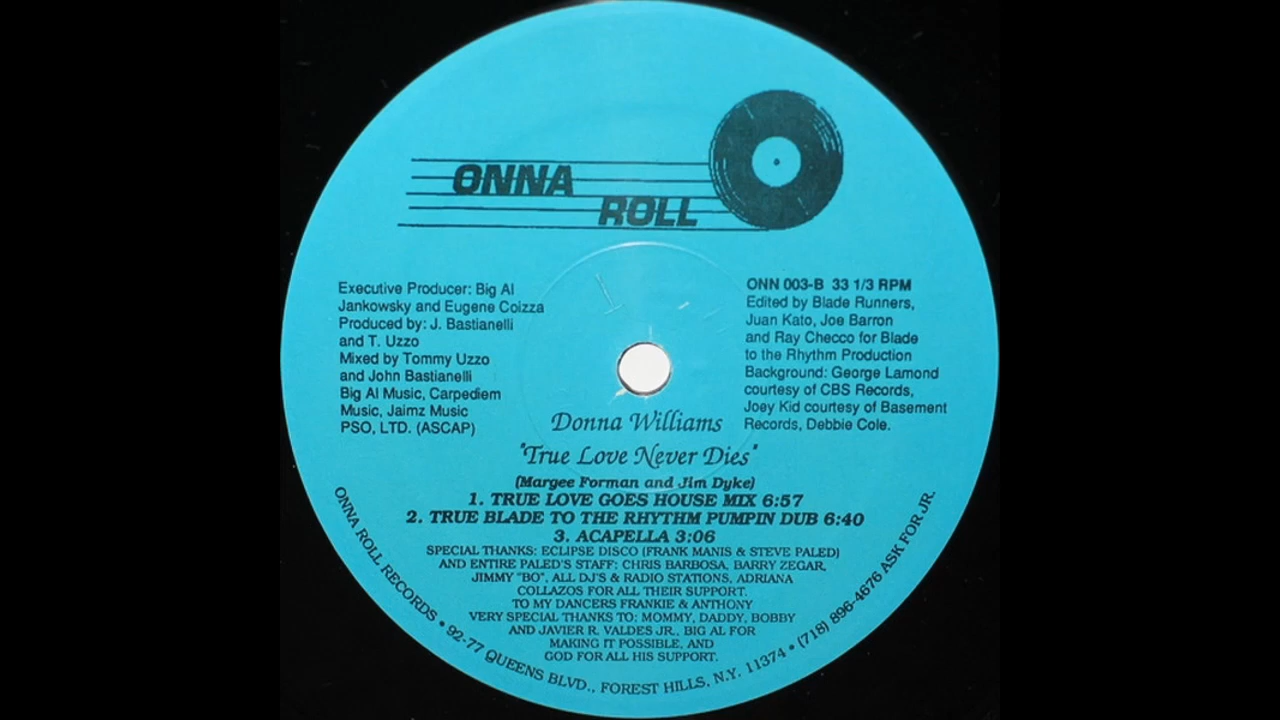 ONNA
ROLL
Executive Producer: Big Al
Jankowsky and Eugene Coizza
Produced by: J. Bastianelli
and T. Uzzo
Mixed by Tommy Uzzo
and John Bastianelli
Big Al Music, Carpediem
Music, Jaimz Music
PSO, LTD. (ASCAP)
ONN 003-B 33 1/3 RPM
Edited by Blade Runners,
Juan Kato, Joe Barron
and Ray Checco for Blade
to the Rhythm Production
Background: George Lamond
courtesy of CBS Records,
Joey Kid courtesy of Basement
Records, Debbie Cole.
Donna Williams
"True Love Never Dies"
(Margee Forman and Jim Dyke)
1. TRUE LOVE GOES HOUSE MIX 6:57
2. TRUE BLADE TO THE RHYTHM PUMPIN DUB 6:40
3. ACAPELLA 3:06
SPECIAL THANKS: ECLIPSE DISCO (FRANK MANIS & STEVE PALED)
AND ENTIRE PALED'S STAFF: CHRIS BARBOSA, BARRY ZEGAR,
JIMMY "BO", ALL DJ'S & RADIO STATIONS, ADRIANA
COLLAZOS FOR ALL THEIR SUPPORT.
TO MY DANCERS FRANKIE & ANTHONY
VERY SPECIAL THANKS TO: MOMMY, DADDY, BOBBY
AND JAVIER R. VALDES JR., BIG AL FOR
MAKING IT POSSIBLE, AND
GOD FOR ALL HIS SUPPORT.
ONNA ROLL RECORDS • 92-77 QUEENS BLVD., FOREST HILLS, N.Y. 11374 • (718) 896-4676 ASK FOR JR.